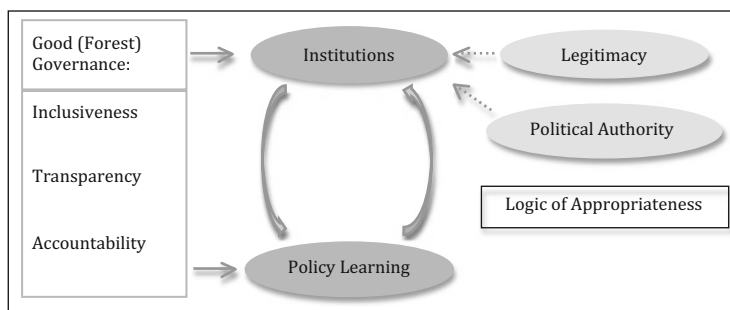 Good (Forest)
Governance:
Inclusiveness
Transparency
Accountability
Institutions
Policy Learning
Legitimacy
Political Authority
Logic of Appropriateness